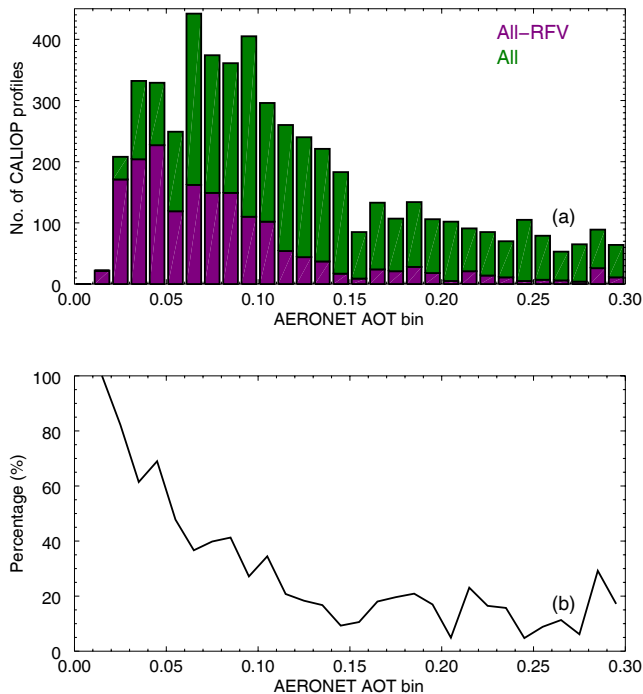 400
300
200
100
0
No. of CALIOP profiles
All-RFV
All
(a)
0.00 0.05 0.10 0.15 0.20 0.25 0.30
AERONET AOT bin
100
80
60
40
20
0
Percentage (%)
(b)
0.00 0.05 0.10 0.15 0.20 0.25 0.30
AERONET AOT bin